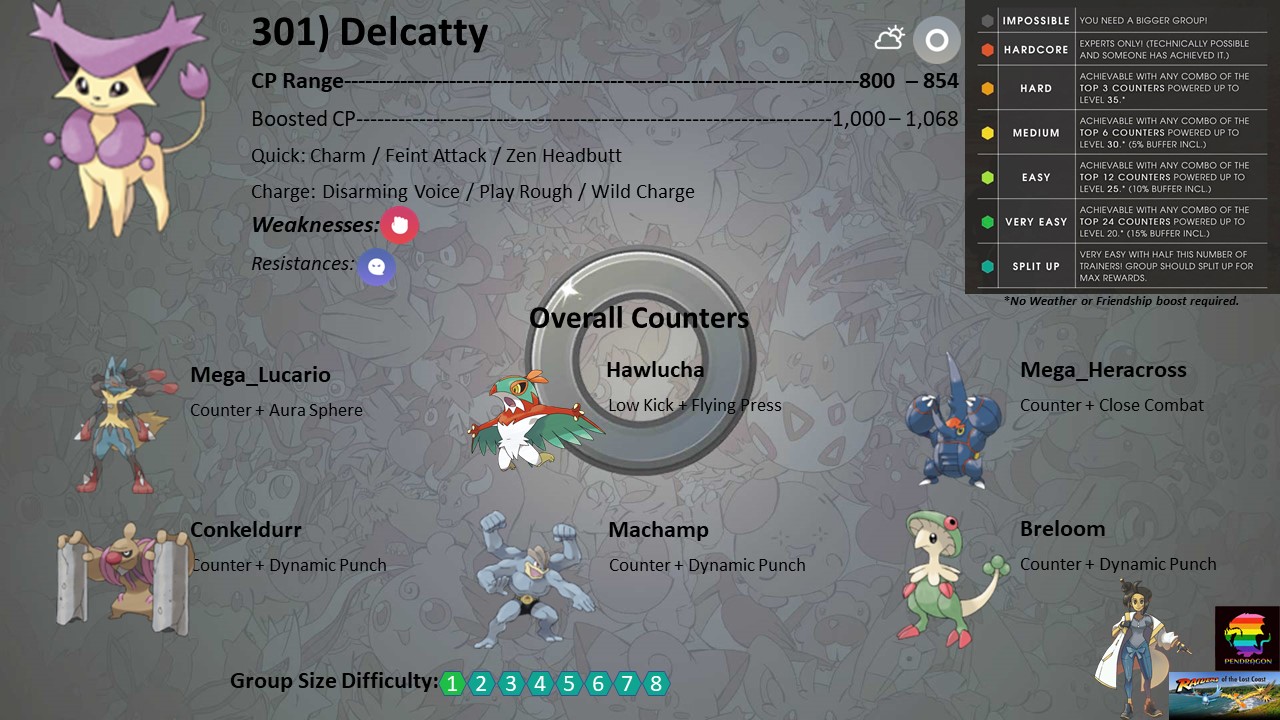 301) Delcatty
CP Range------------------------------------------------------------------------800 – 854
Boosted CP--------------------------------------------------------------------1,000 – 1,068
Quick: Charm / Feint Attack / Zen Headbutt
Charge: Disarming Voice / Play Rough / Wild Charge
Weaknesses:
Resistances:
IMPOSSIBLE YOU NEED A BIGGER GROUP!
HARDCORE EXPERTS ONLY! (TECHNICALLY POSSIBLE
AND SOMEONE HAS ACHIEVED IT.)
HARD ACHIEVABLE WITH ANY COMBO OF THE
TOP 3 COUNTERS POWERED UP TO
LEVEL 35.*
MEDIUM ACHIEVABLE WITH ANY COMBO OF THE
TOP 6 COUNTERS POWERED UP TO
LEVEL 30.* (5% BUFFER INCL.)
EASY ACHIEVABLE WITH ANY COMBO OF THE
TOP 12 COUNTERS POWERED UP TO
LEVEL 25.* (10% BUFFER INCL.)
VERY EASY ACHIEVABLE WITH ANY COMBO OF THE
TOP 24 COUNTERS POWERED UP TO
LEVEL 20.* (15% BUFFER INCL.)
SPLIT UP VERY EASY WITH HALF THIS NUMBER OF
TRAINERS! GROUP SHOULD SPLIT UP FOR
MAX REWARDS.
*No Weather or Friendship boost required.
Overall Counters
Mega_Lucario
Counter + Aura Sphere
Hawlucha
Low Kick + Flying Press
Mega_Heracross
Counter + Close Combat
Conkeldurr
Counter + Dynamic Punch
Machamp
Counter + Dynamic Punch
Breloom
Counter + Dynamic Punch
Group Size Difficulty: 1 2 3 4 5 6 7 8
PENDROGON
RAIDERS of the Lost Coast